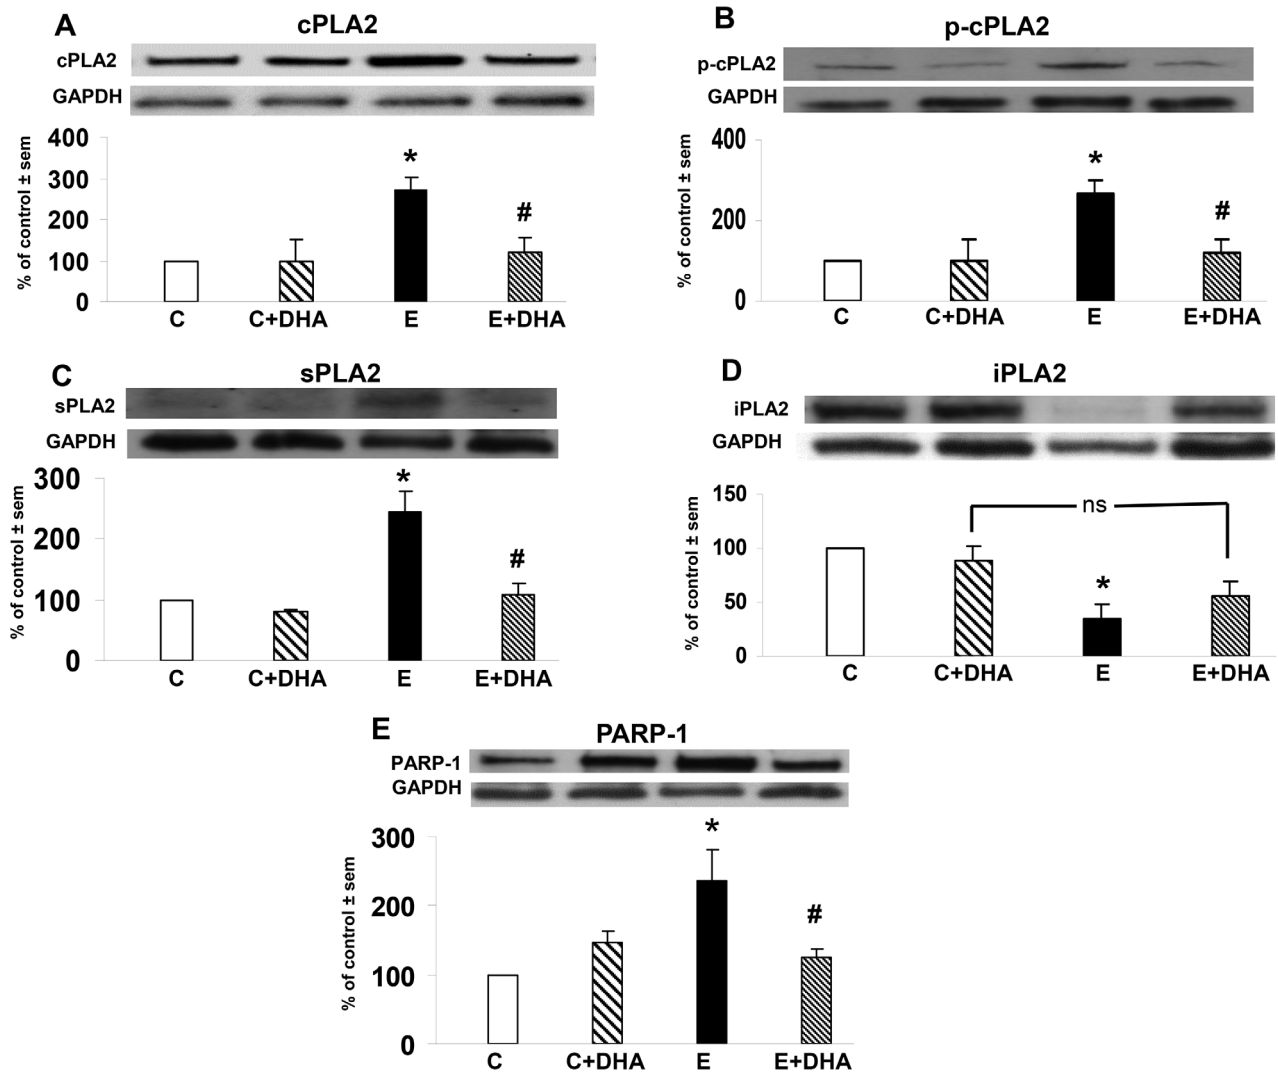 A
cPLA2
cPLA2
GAPDH
400
300
200
100
0
% of control ± sem
*
#
C C+DHA E E+DHA
B
p-cPLA2
p-cPLA2
GAPDH
400
200
0
% of control ± sem
*
#
C C+DHA E E+DHA
C
sPLA2
sPLA2
GAPDH
300
200
100
0
% of control ± sem
*
#
C C+DHA E E+DHA
D
iPLA2
iPLA2
GAPDH
150
100
50
0
% of control ± sem
ns
*
C C+DHA E E+DHA
E
PARP-1
PARP-1
GAPDH
300
200
100
0
% of control ± sem
*
#
C C+DHA E E+DHA